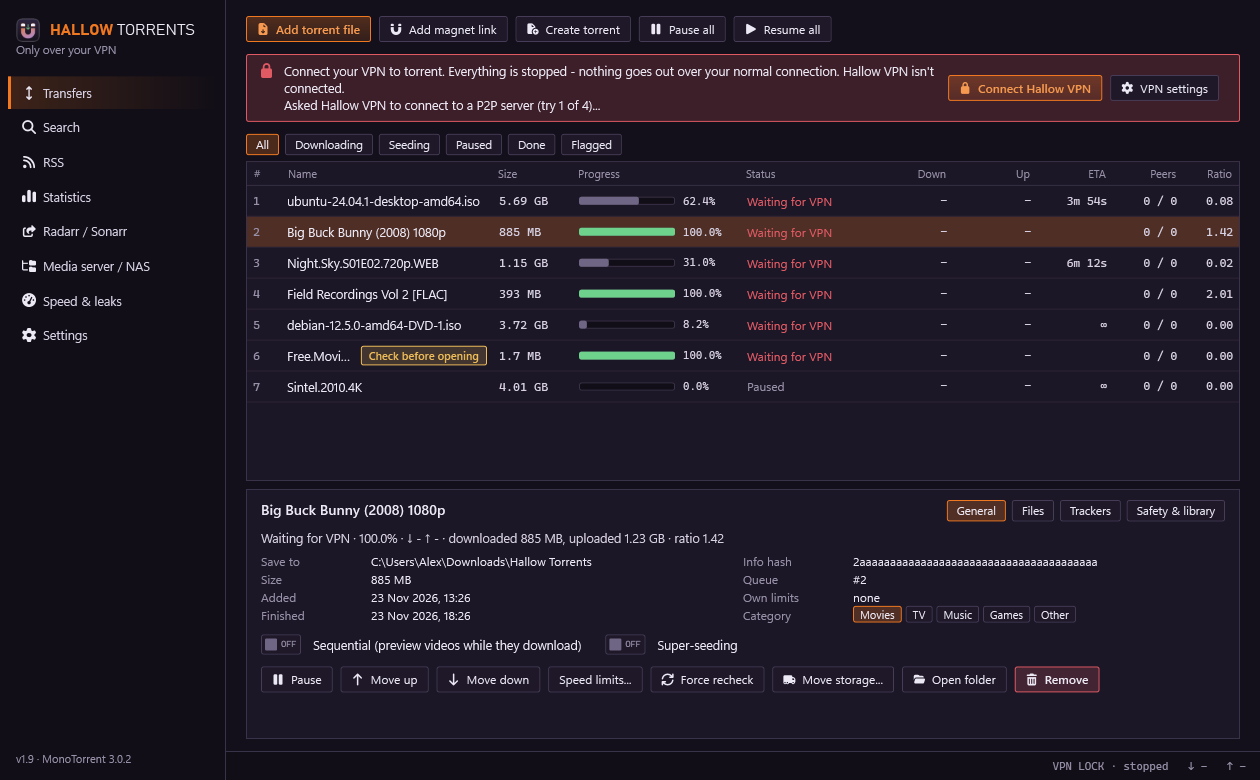 HALLOW TORRENTS
Only over your VPN
Transfers
Search
RSS
Statistics
Radarr / Sonarr
Media server / NAS
Speed & leaks
Settings
v1.9 · MonoTorrent 3.0.2
Add torrent file
Add magnet link
Create torrent
Pause all
Resume all
Connect your VPN to torrent. Everything is stopped - nothing goes out over your normal connection. Hallow VPN isn't
connected.
Asked Hallow VPN to connect to a P2P server (try 1 of 4)...
Connect Hallow VPN
VPN settings
All Downloading Seeding Paused Done Flagged
# Name Size Progress Status Down Up ETA Peers Ratio
1 ubuntu-24.04.1-desktop-amd64.iso 5.69 GB 62.4% Waiting for VPN – – 3m 54s 0 / 0 0.08
2 Big Buck Bunny (2008) 1080p 885 MB 100.0% Waiting for VPN – – 0 / 0 1.42
3 Night.Sky.S01E02.720p.WEB 1.15 GB 31.0% Waiting for VPN – – 6m 12s 0 / 0 0.02
4 Field Recordings Vol 2 [FLAC] 393 MB 100.0% Waiting for VPN – – 0 / 0 2.01
5 debian-12.5.0-amd64-DVD-1.iso 3.72 GB 8.2% Waiting for VPN – – ∞ 0 / 0 0.00
6 Free.Movi... Check before opening 1.7 MB 100.0% Waiting for VPN – – 0 / 0 0.00
7 Sintel.2010.4K 4.01 GB 0.0% Paused – – ∞ 0 / 0 0.00
Big Buck Bunny (2008) 1080p
General Files Trackers Safety & library
Waiting for VPN · 100.0% · ↓ - ↑ - · downloaded 885 MB, uploaded 1.23 GB · ratio 1.42
Save to C:\Users\Alex\Downloads\Hallow Torrents
Size 885 MB
Added 23 Nov 2026, 13:26
Finished 23 Nov 2026, 18:26
Info hash 2aaaaaaaaaaaaaaaaaaaaaaaaaaaaaaaaaaaaaaa
Queue #2
Own limits none
Category Movies TV Music Games Other
OFF Sequential (preview videos while they download) OFF Super-seeding
Pause
Move up
Move down
Speed limits...
Force recheck
Move storage...
Open folder
Remove
VPN LOCK · stopped ↓ – ↑ –